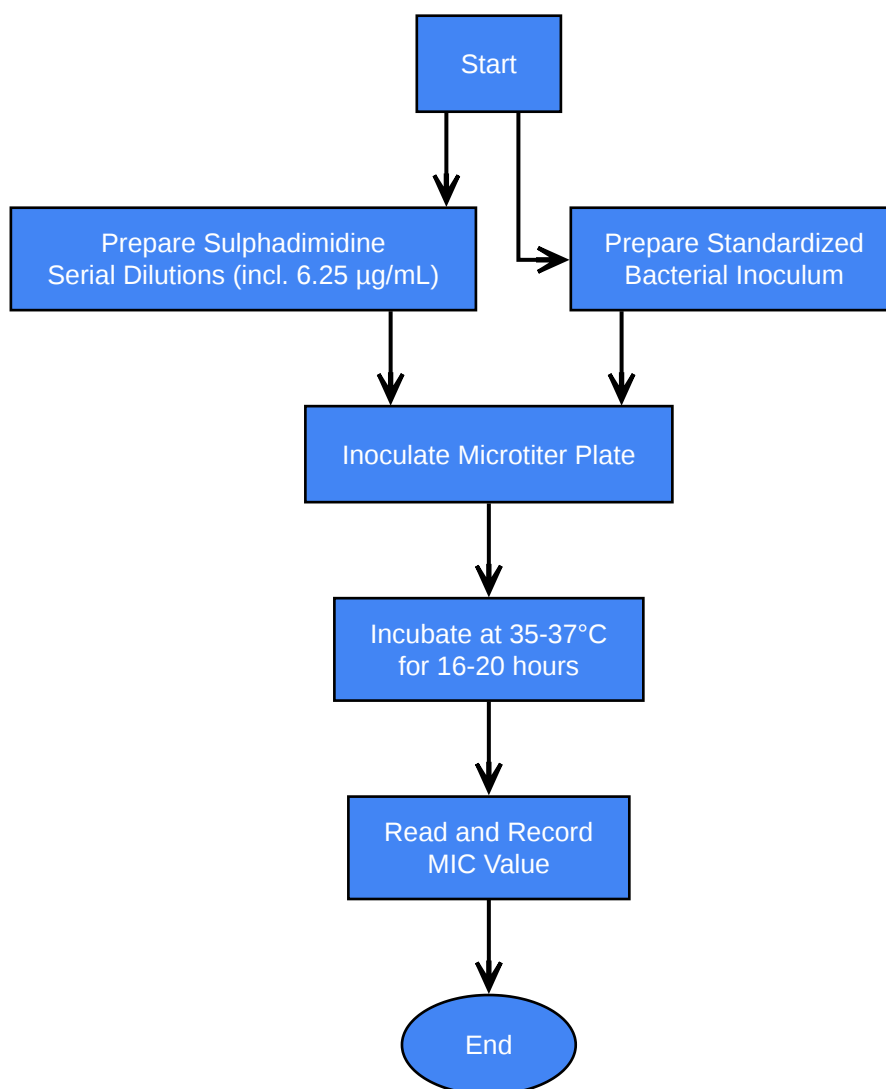 Start
Prepare Sulphadimidine
Serial Dilutions (incl. 6.25 µg/mL)
Prepare Standardized
Bacterial Inoculum
Inoculate Microtiter Plate
Incubate at 35-37°C
for 16-20 hours
Read and Record
MIC Value
End